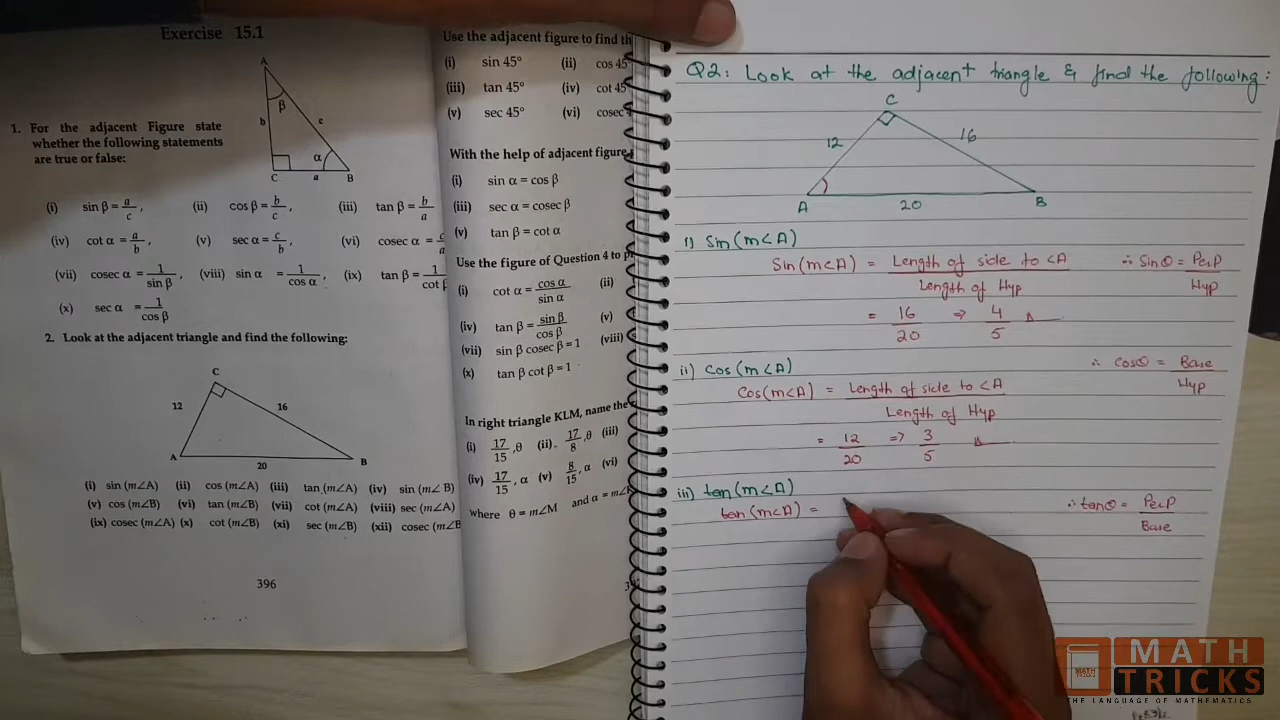 Exercise 15.1
A
β
b
c
α
C
a
B
1. For the adjacent Figure state
whether the following statements
are true or false:
(i) sin β = a/c, (ii) cos β = b/c, (iii) tan β = b/a
(iv) cot α = a/b, (v) sec α = c/b, (vi) cosec α = c/a
(vii) cosec α = 1/sin β, (viii) sin α = 1/cos α, (ix) tan β = 1/cot β
(x) sec α = 1/cos β
2. Look at the adjacent triangle and find the following:
C
12
16
A
20
B
(i) sin (m∠A) (ii) cos (m∠A) (iii) tan (m∠A) (iv) sin (m∠B)
(v) cos (m∠B) (vi) tan (m∠B) (vii) cot (m∠A) (viii) sec (m∠A)
(ix) cosec (m∠A) (x) cot (m∠B) (xi) sec (m∠B) (xii) cosec (m∠B
396
Use the adjacent figure to find th
(i) sin 45° (ii) cos 45
(iii) tan 45° (iv) cot 45
(v) sec 45° (vi) cosec
With the help of adjacent figure
(i) sin α = cos β
(iii) sec α = cosec β
(v) tan β = cot α
Use the figure of Question 4 to pr
(i) cot α = cos α/sin α (ii)
(iv) tan β = sin β/cos β (v)
(vii) sin β cosec β = 1 (viii)
(x) tan β cot β = 1
In right triangle KLM, name the
(i) 17/15, θ (ii) 17/8, θ (iii)
(iv) 17/15, α (v) 8/15, α (vi)
where θ = m∠M and α = m∠
Q2: Look at the adjacent triangle & find the following:
C
12
16
A
20
B
i) Sin(m∠A)
Sin(m∠A) = Length of side to ∠A / Length of Hyp ∴ Sinθ = Perp/Hyp
= 16/20 ⇒ 4/5
ii) Cos(m∠A) ∴ Cosθ = Base/Hyp
Cos(m∠A) = Length of side to ∠A / Length of Hyp
= 12/20 ⇒ 3/5
iii) tan(m∠A)
tan(m∠A) = ∴ tanθ = Perp/Base
MATH
TRICKS
THE LANGUAGE OF MATHEMATICS